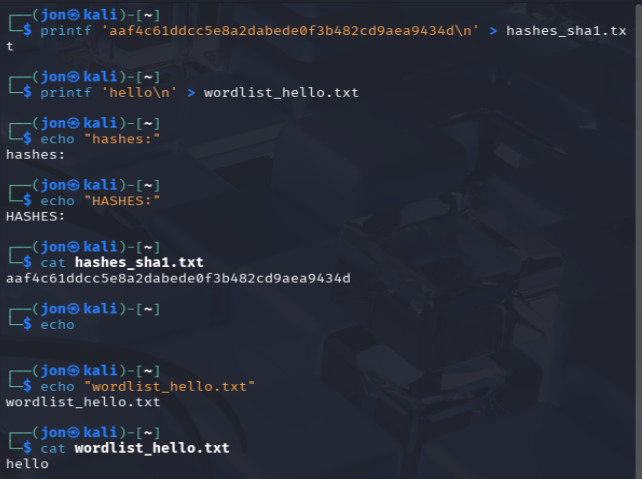 ┌──(jon㉿kali)-[~]
└─$ printf 'aaf4c61ddcc5e8a2dabede0f3b482cd9aea9434d\n' > hashes_sha1.tx
t
┌──(jon㉿kali)-[~]
└─$ printf 'hello\n' > wordlist_hello.txt
┌──(jon㉿kali)-[~]
└─$ echo "hashes:"
hashes:
┌──(jon㉿kali)-[~]
└─$ echo "HASHES:"
HASHES:
┌──(jon㉿kali)-[~]
└─$ cat hashes_sha1.txt
aaf4c61ddcc5e8a2dabede0f3b482cd9aea9434d
┌──(jon㉿kali)-[~]
└─$ echo
┌──(jon㉿kali)-[~]
└─$ echo "wordlist_hello.txt"
wordlist_hello.txt
┌──(jon㉿kali)-[~]
└─$ cat wordlist_hello.txt
hello